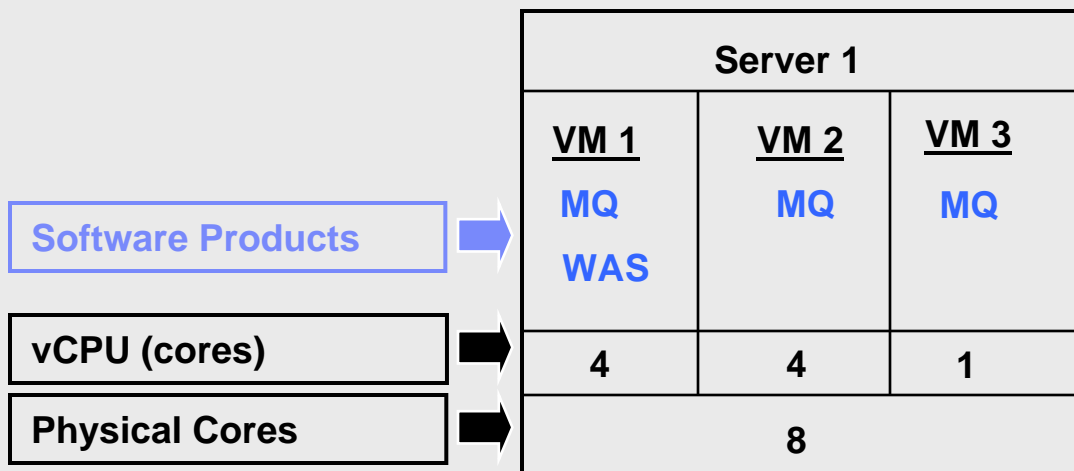 Server 1
VM 1 VM 2 VM 3
MQ MQ MQ
Software Products
WAS
vCPU (cores) 4 4 1
Physical Cores 8